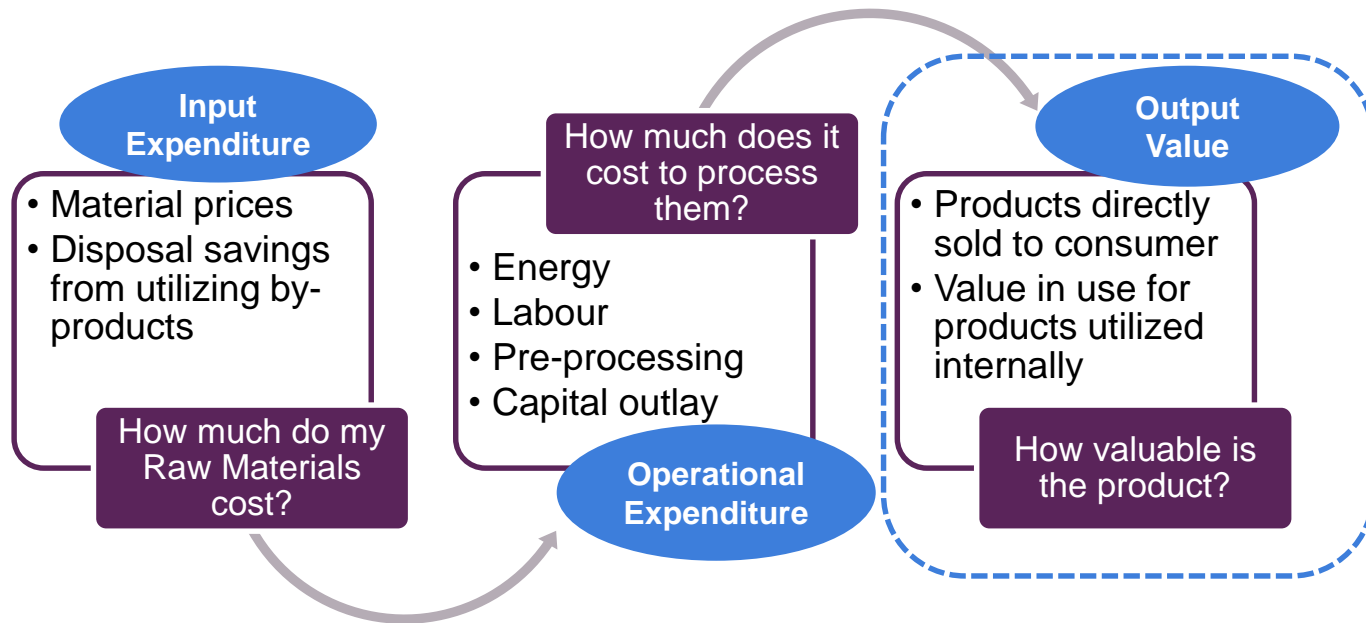 Input
Expenditure
• Material prices
• Disposal savings
from utilizing by-
products
How much do my
Raw Materials
cost?
How much does it
cost to process
them?
• Energy
• Labour
• Pre-processing
• Capital outlay
Operational
Expenditure
Output
Value
• Products directly
sold to consumer
• Value in use for
products utilized
internally
How valuable is
the product?